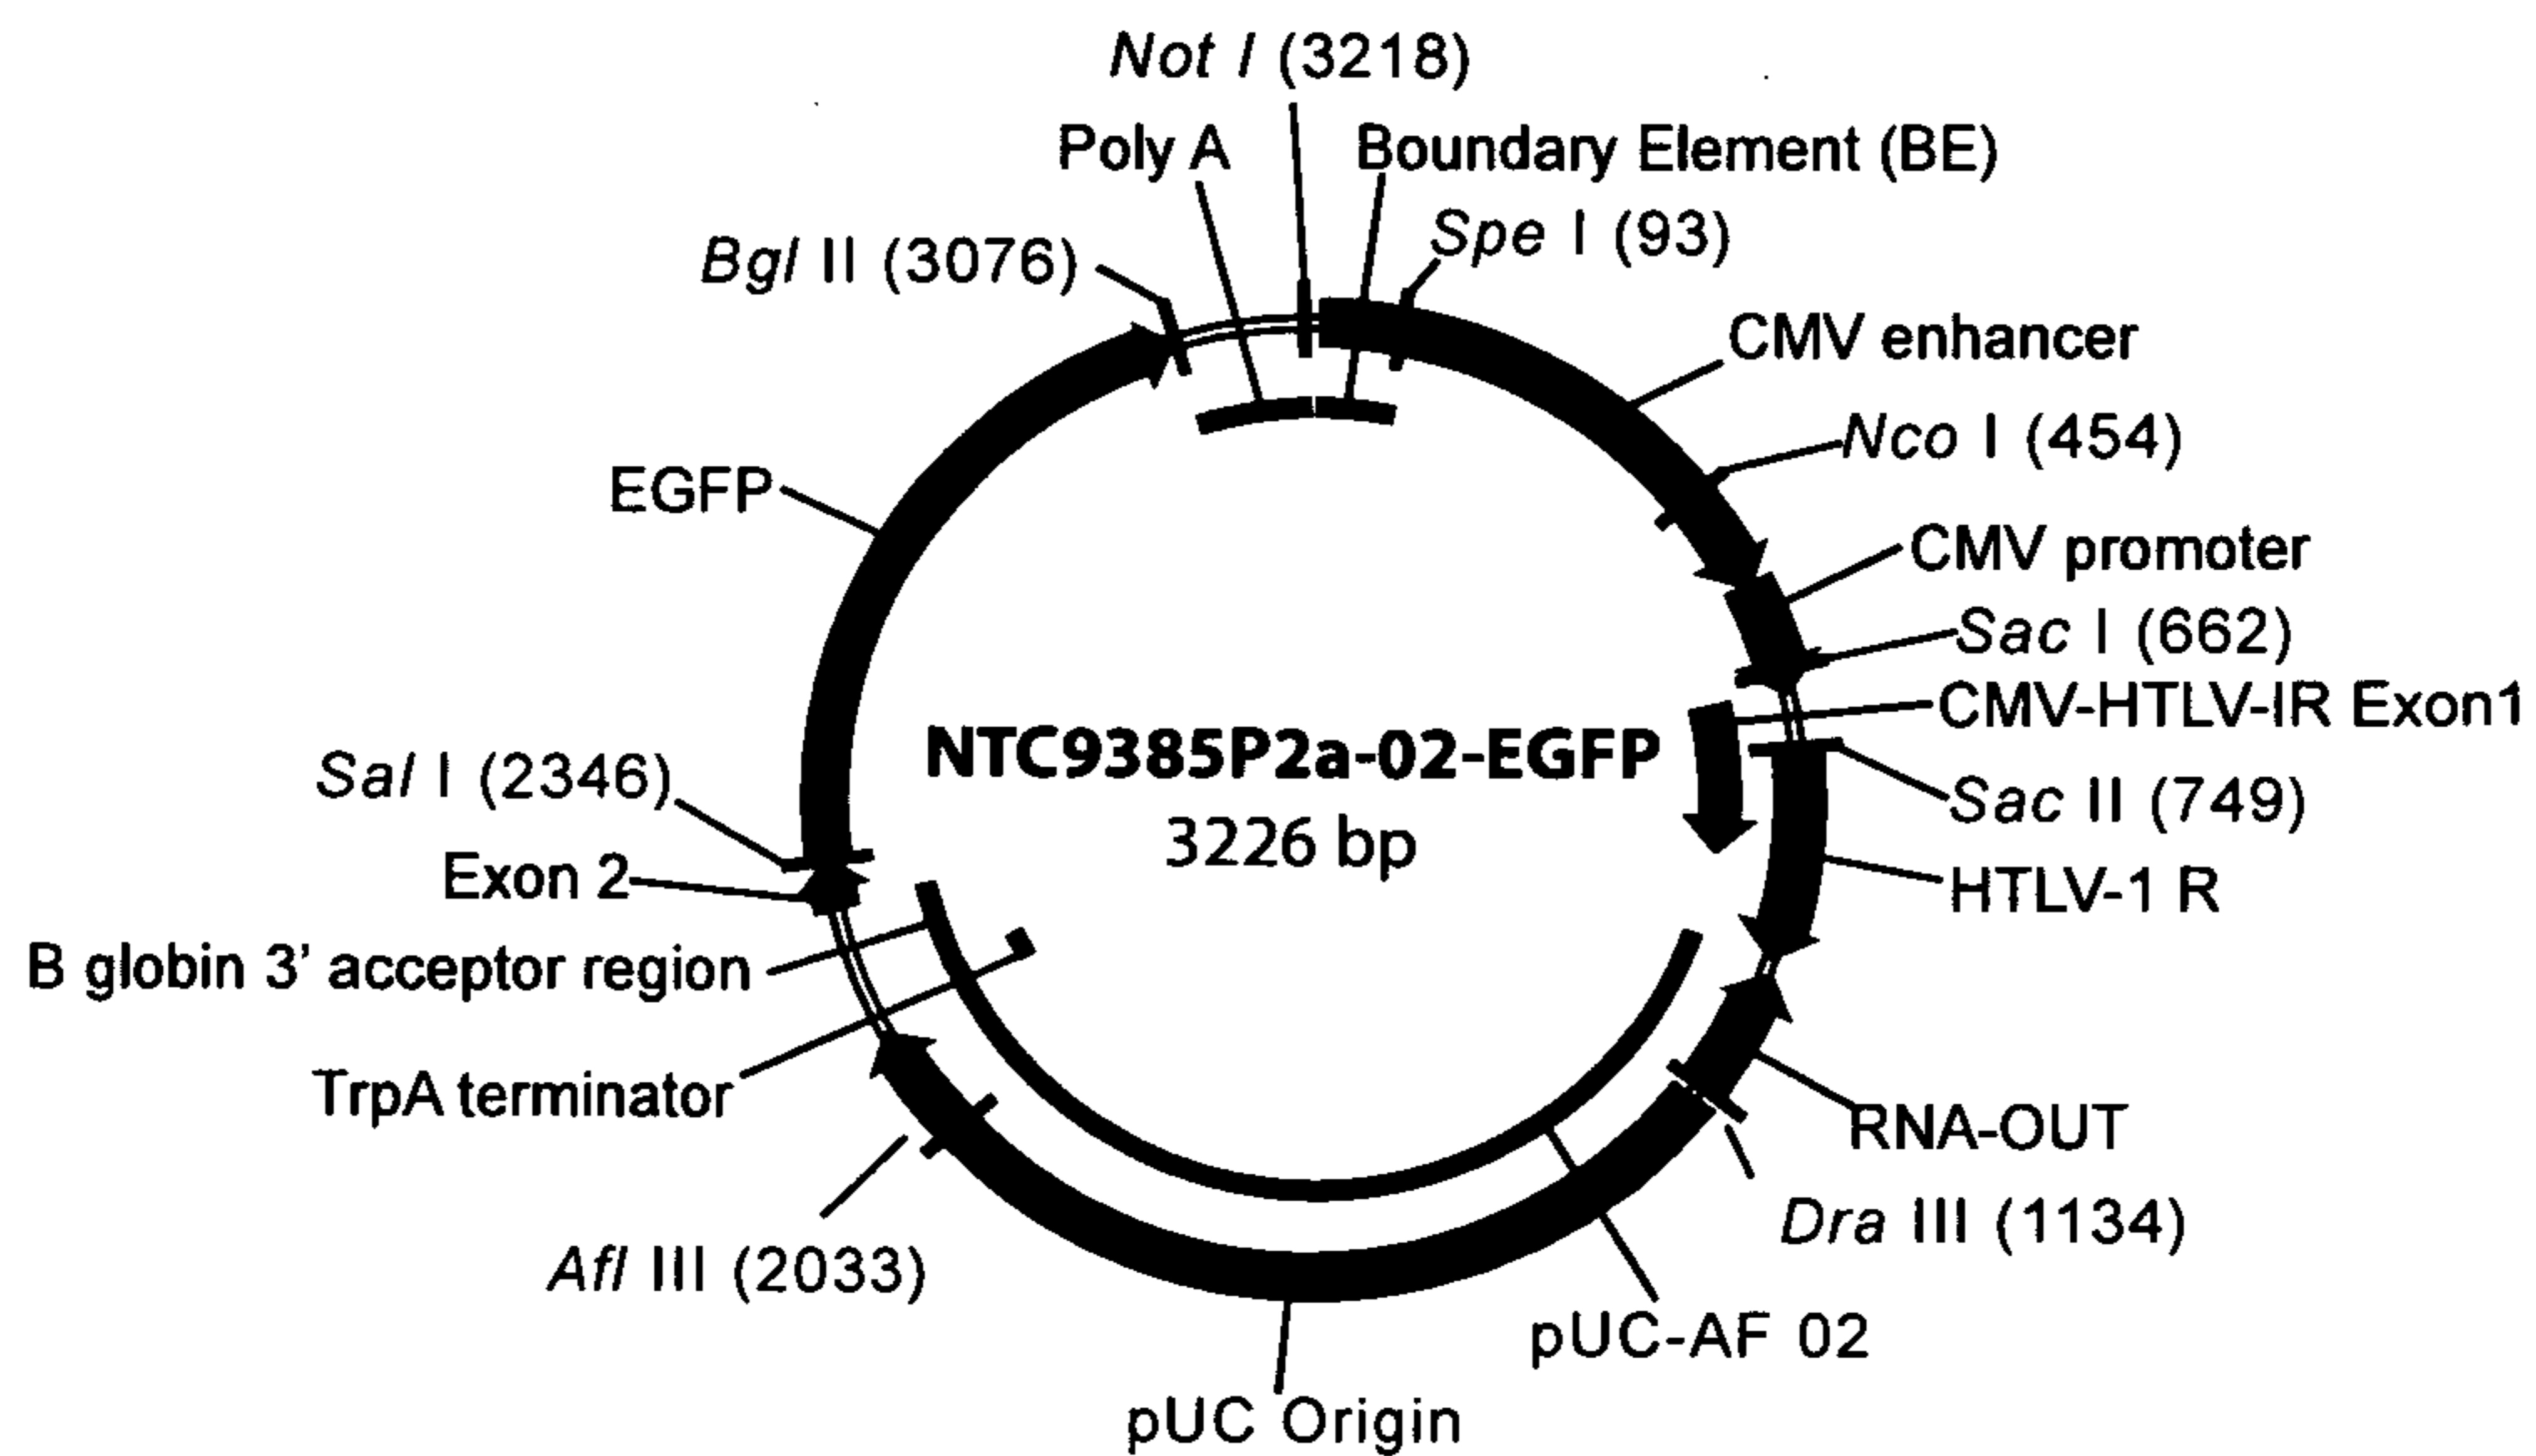 Not I (3218)
Poly A
Boundary Element (BE)
Bgl II (3076)
Spe I (93)
CMV enhancer
Nco I (454)
EGFP
CMV promoter
Sac I (662)
CMV-HTLV-IR Exon1
NTC9385P2a-02-EGFP
3226 bp
Sal I (2346)
Sac II (749)
Exon 2
HTLV-1 R
B globin 3’ acceptor region
TrpA terminator
RNA-OUT
Dra III (1134)
Afl III (2033)
pUC-AF 02
pUC Origin